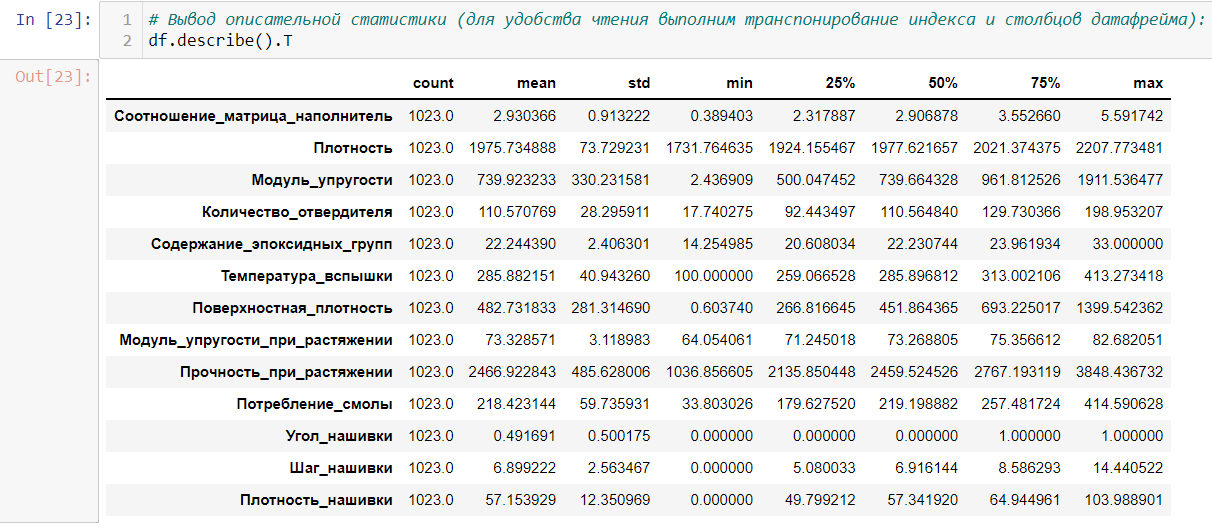 In [23]:
1 # Вывод описательной статистики (для удобства чтения выполним транспонирование индекса и столбцов датафрейма):
2 df.describe().T
Out[23]:
count mean std min 25% 50% 75% max
Соотношение_матрица_наполнитель 1023.0 2.930366 0.913222 0.389403 2.317887 2.906878 3.552660 5.591742
Плотность 1023.0 1975.734888 73.729231 1731.764635 1924.155467 1977.621657 2021.374375 2207.773481
Модуль_упругости 1023.0 739.923233 330.231581 2.436909 500.047452 739.664328 961.812526 1911.536477
Количество_отвердителя 1023.0 110.570769 28.295911 17.740275 92.443497 110.564840 129.730366 198.953207
Содержание_эпоксидных_групп 1023.0 22.244390 2.406301 14.254985 20.608034 22.230744 23.961934 33.000000
Температура_вспышки 1023.0 285.882151 40.943260 100.000000 259.066528 285.896812 313.002106 413.273418
Поверхностная_плотность 1023.0 482.731833 281.314690 0.603740 266.816645 451.864365 693.225017 1399.542362
Модуль_упругости_при_растяжении 1023.0 73.328571 3.118983 64.054061 71.245018 73.268805 75.356612 82.682051
Прочность_при_растяжении 1023.0 2466.922843 485.628006 1036.856605 2135.850448 2459.524526 2767.193119 3848.436732
Потребление_смолы 1023.0 218.423144 59.735931 33.803026 179.627520 219.198882 257.481724 414.590628
Угол_нашивки 1023.0 0.491691 0.500175 0.000000 0.000000 0.000000 1.000000 1.000000
Шаг_нашивки 1023.0 6.899222 2.563467 0.000000 5.080033 6.916144 8.586293 14.440522
Плотность_нашивки 1023.0 57.153929 12.350969 0.000000 49.799212 57.341920 64.944961 103.988901